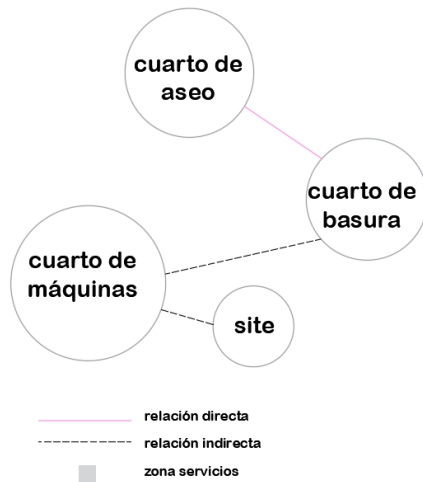 cuarto de
aseo
cuarto de
basura
cuarto de
máquinas
site
relación directa
relación indirecta
zona servicios